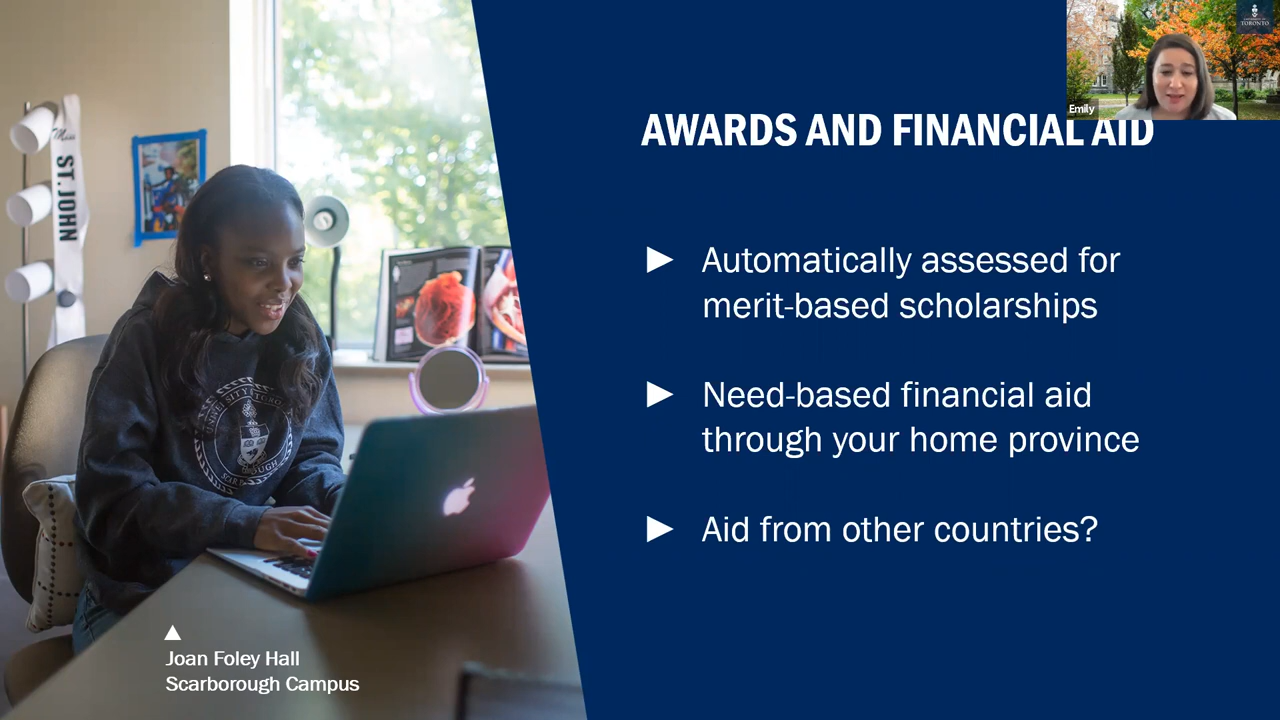 AWARDS AND FINANCIAL AID
► Automatically assessed for
merit-based scholarships
► Need-based financial aid
through your home province
► Aid from other countries?
▲
Joan Foley Hall
Scarborough Campus
Emily
TORONTO
Miss
ST. JOHN